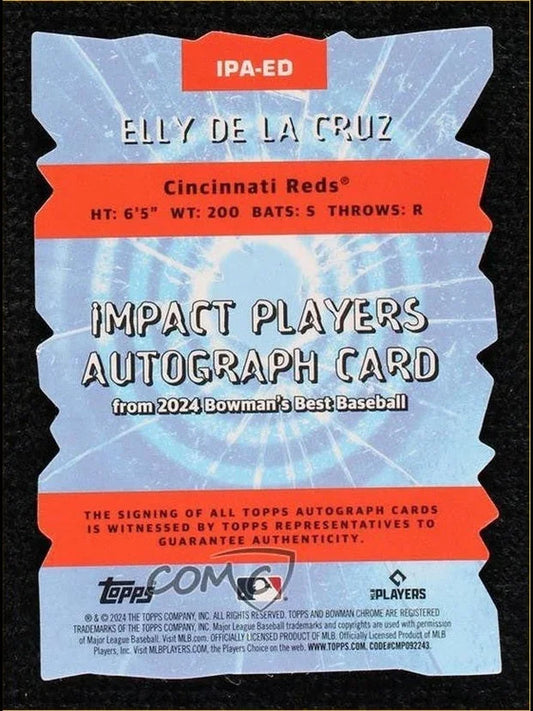 IPA-ED
ELLY DE LA CRUZ
Cincinnati Reds®
HT: 6'5" WT: 200 BATS: S THROWS: R
IMPACT PLAYERS
AUTOGRAPH CARD
from 2024 Bowman's Best Baseball
THE SIGNING OF ALL TOPPS AUTOGRAPH CARDS
IS WITNESSED BY TOPPS REPRESENTATIVES TO
GUARANTEE AUTHENTICITY.
Topps COMC PLAYERS
® & © 2024 THE TOPPS COMPANY, INC. ALL RIGHTS RESERVED. TOPPS AND BOWMAN CHROME ARE REGISTERED
TRADEMARKS OF THE TOPPS COMPANY, INC. Major League Baseball trademarks and copyrights are used with permission
of Major League Baseball. Visit MLB.com. OFFICIALLY LICENSED PRODUCT OF MLB. Officially Licensed Product of MLB
Players, Inc. Visit MLBPLAYERS.COM, the Players Choice on the web. WWW.TOPPS.COM. CODE#CMP092243.